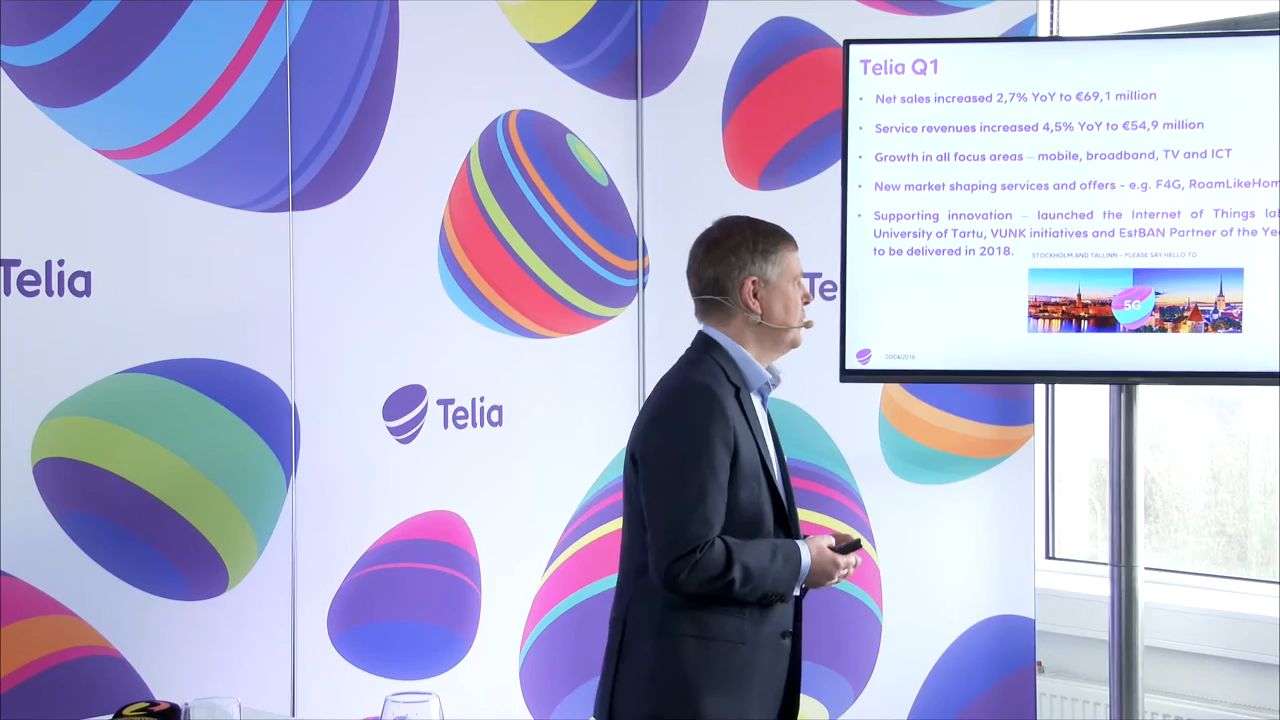 Telia Q1
• Net sales increased 2,7% YoY to €69,1 million
• Service revenues increased 4,5% YoY to €54,9 million
• Growth in all focus areas – mobile, broadband, TV and ICT
• New market shaping services and offers - e.g. F4G, RoamLikeHom
• Supporting innovation – launched the Internet of Things la
University of Tartu, VUNK initiatives and EstBAN Partner of the Ye
to be delivered in 2018.
STOCKHOLM AND TALLINN – PLEASE SAY HELLO TO
5G
20/04/2018
Telia
Te
Telia